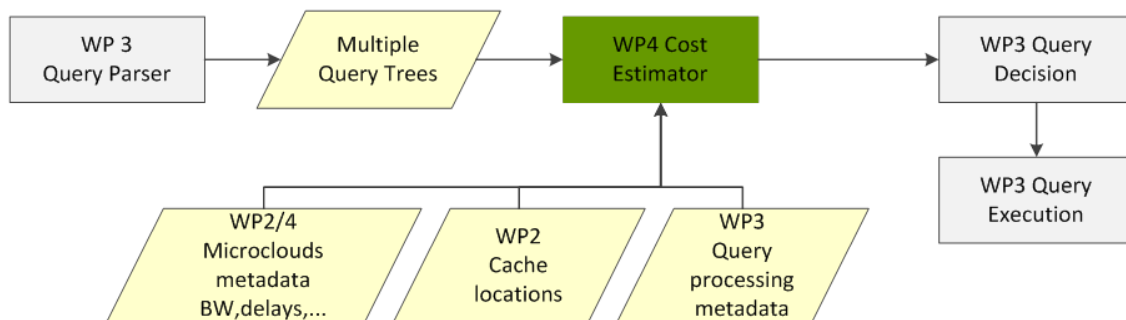 WP 3
Query Parser
Multiple
Query Trees
WP4 Cost
Estimator
WP3 Query
Decision
WP3 Query
Execution
WP2/4
Microclouds
metadata
BW,delays,...
WP2
Cache
locations
WP3
Query
processing
metadata